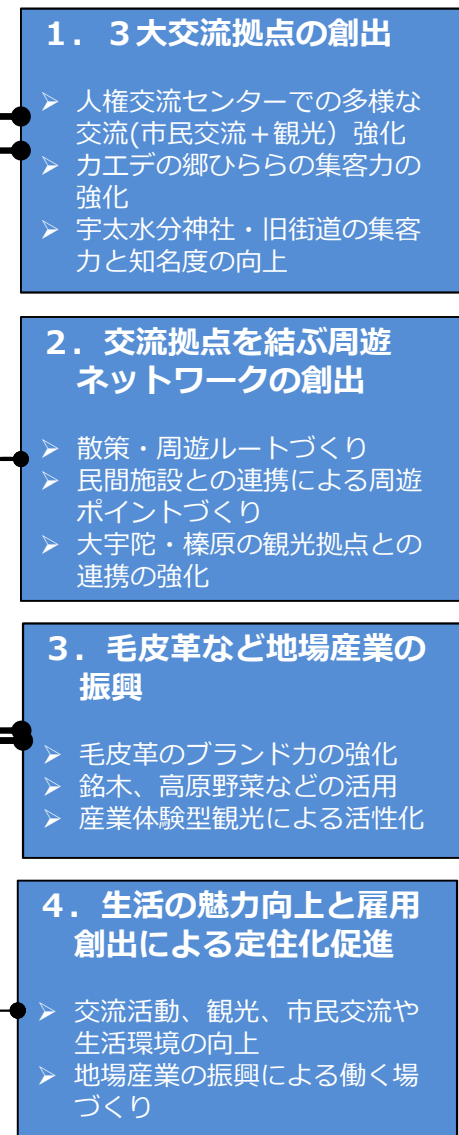 １．３大交流拠点の創出
➢ 人権交流センターでの多様な
交流(市民交流＋観光）強化
➢ カエデの郷ひららの集客力の
強化
➢ 宇太水分神社・旧街道の集客
力と知名度の向上
２．交流拠点を結ぶ周遊
ネットワークの創出
➢ 散策・周遊ルートづくり
➢ 民間施設との連携による周遊
ポイントづくり
➢ 大宇陀・榛原の観光拠点との
連携の強化
３．毛皮革など地場産業の
振興
➢ 毛皮革のブランド力の強化
➢ 銘木、高原野菜などの活用
➢ 産業体験型観光による活性化
４．生活の魅力向上と雇用
創出による定住化促進
➢ 交流活動、観光、市民交流や
生活環境の向上
➢ 地場産業の振興による働く場
づくり